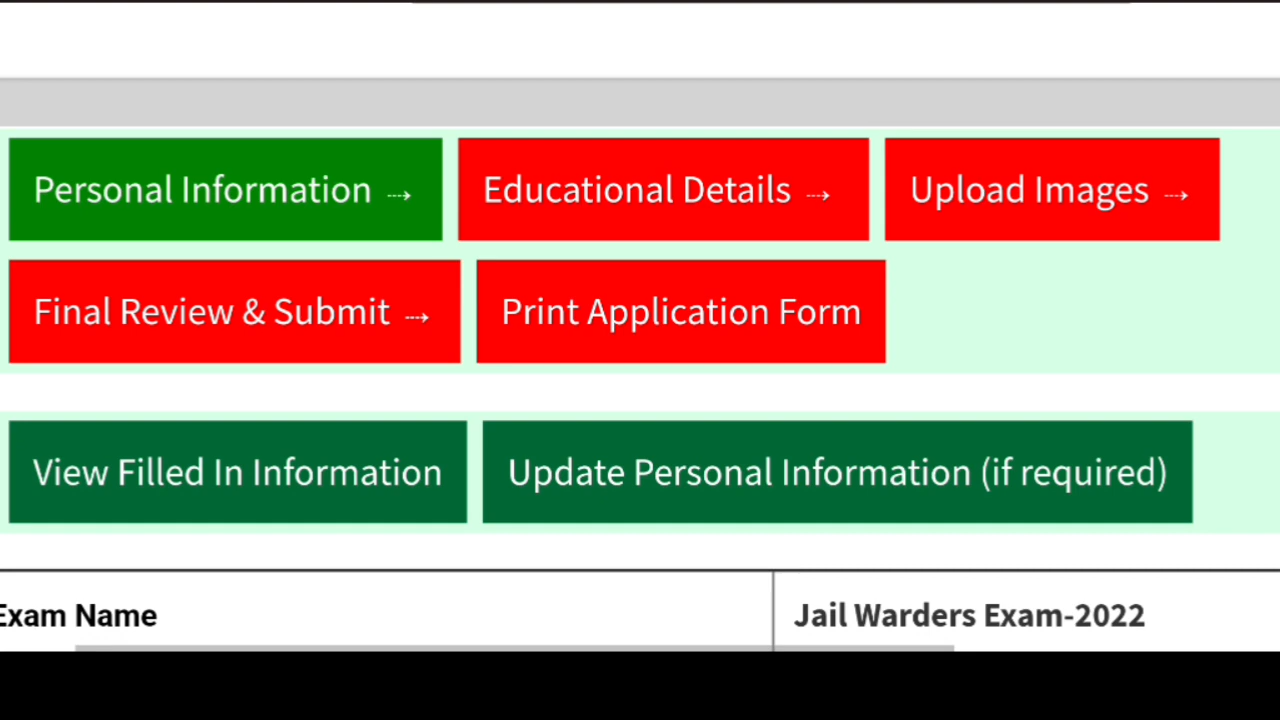 Personal Information → Educational Details → Upload Images →
Final Review & Submit → Print Application Form
View Filled In Information Update Personal Information (if required)
Exam Name Jail Warders Exam-2022